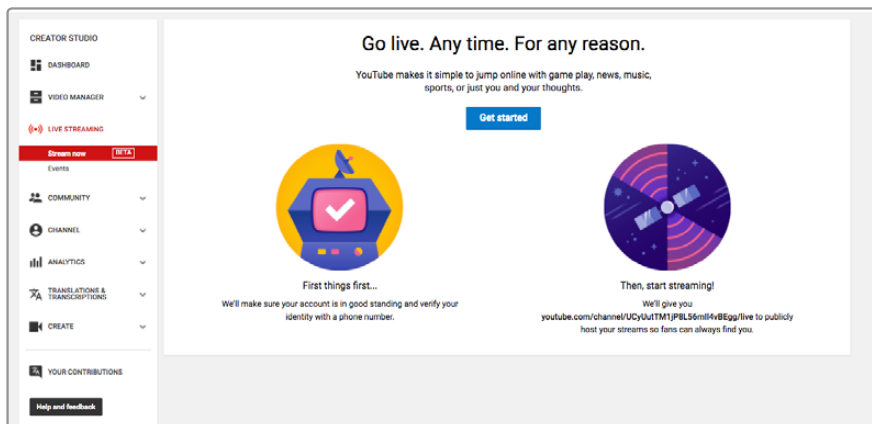 CREATOR STUDIO
DASHBOARD
VIDEO MANAGER
LIVE STREAMING
Stream now BETA
Events
COMMUNITY
CHANNEL
ANALYTICS
TRANSLATIONS &
TRANSCRIPTIONS
CREATE
YOUR CONTRIBUTIONS
Help and feedback
Go live. Any time. For any reason.
YouTube makes it simple to jump online with game play, news, music,
sports, or just you and your thoughts.
Get started
First things first...
We'll make sure your account is in good standing and verify your
identity with a phone number.
Then, start streaming!
We'll give you
youtube.com/channel/UCyUutTM1jP8L56mll4vBEgg/live to publicly
host your streams so fans can always find you.